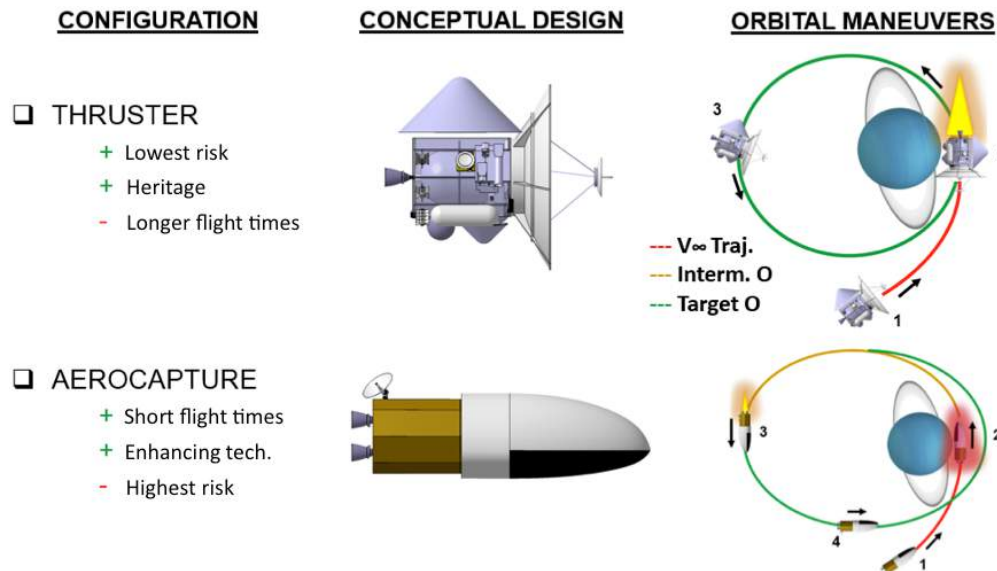 CONFIGURATION
CONCEPTUAL DESIGN
ORBITAL MANEUVERS
THRUSTER
+ Lowest risk
+ Heritage
- Longer flight times
3
1
--- V∞ Traj.
--- Interm. O
--- Target O
AEROCAPTURE
+ Short flight times
+ Enhancing tech.
- Highest risk
3
2
4
1